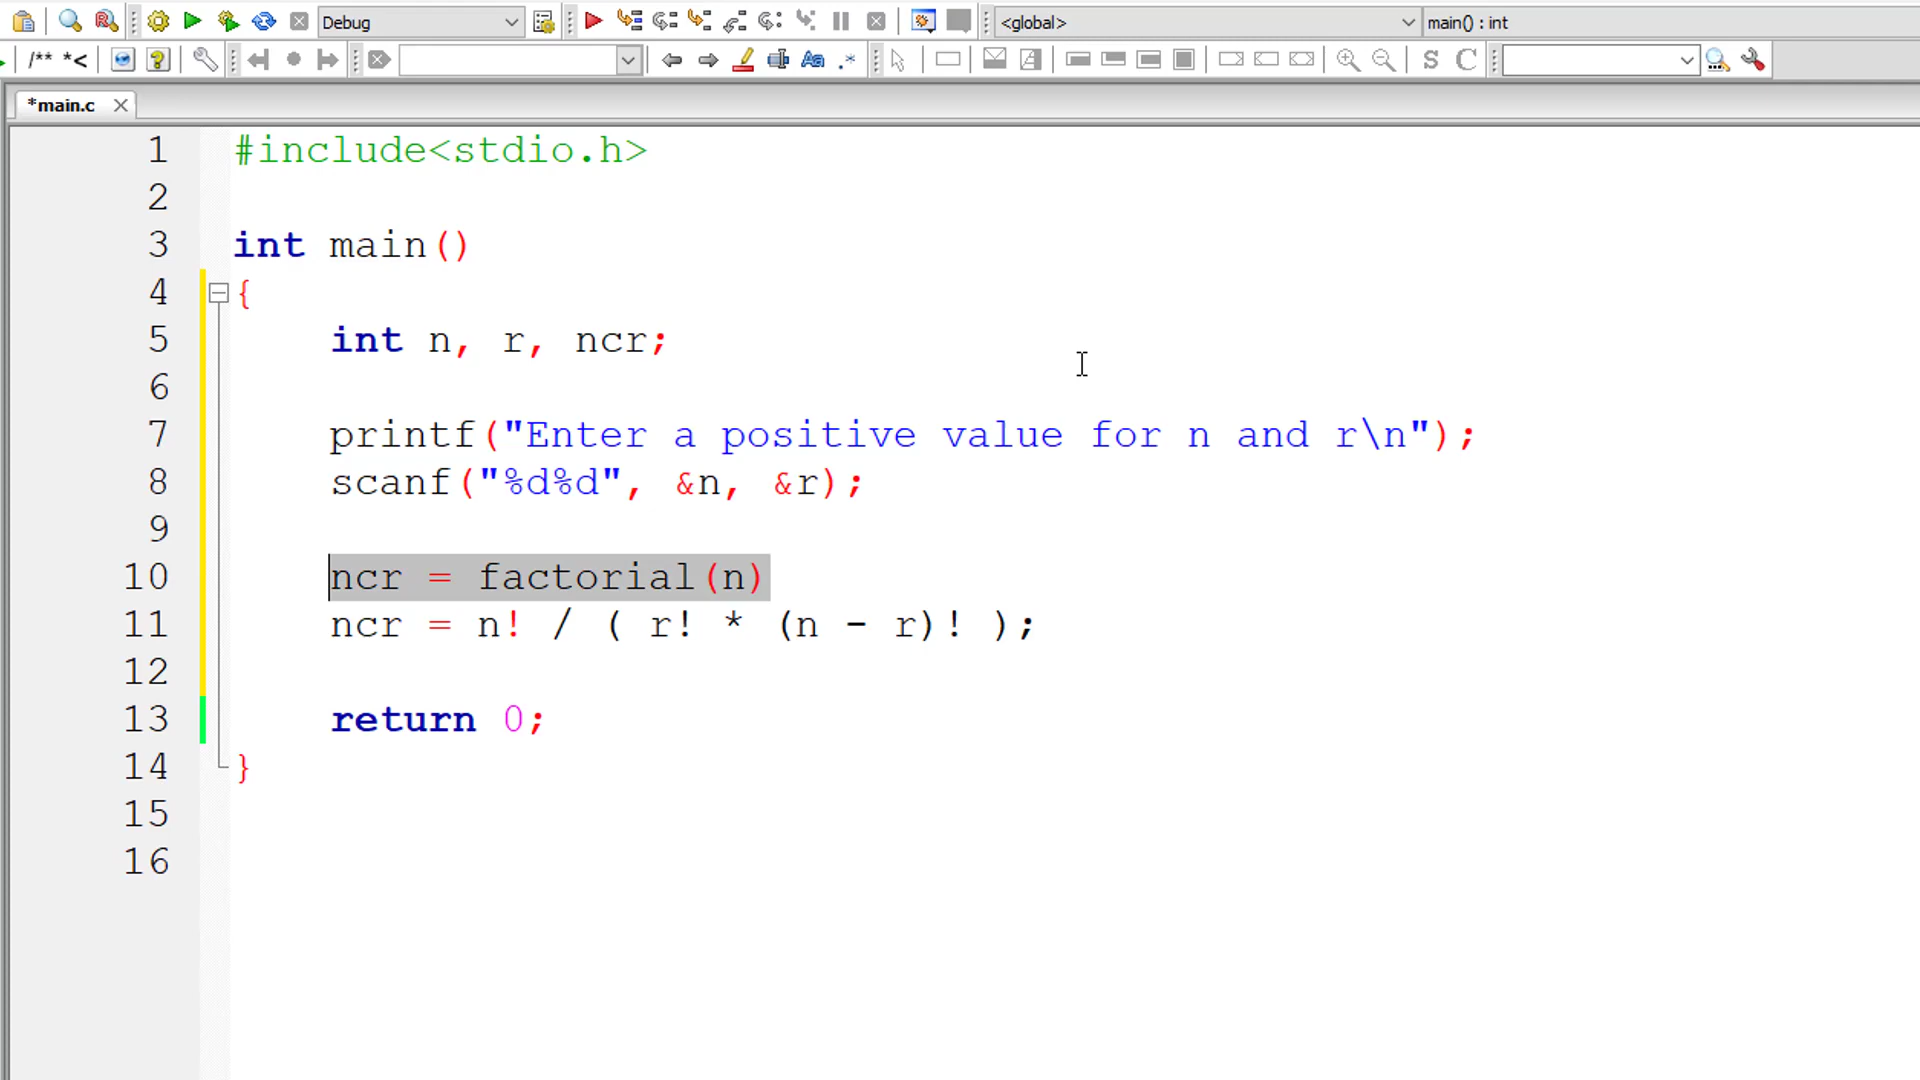 Debug
<global>
main() : int
/** *<
Aa
.*
S
C
*main.c
1 #include<stdio.h>
2
3 int main()
4 {
5 int n, r, ncr;
6
7 printf("Enter a positive value for n and r\n");
8 scanf("%d%d", &n, &r);
9
10 ncr = factorial(n)
11 ncr = n! / ( r! * (n - r)! );
12
13 return 0;
14 }
15
16